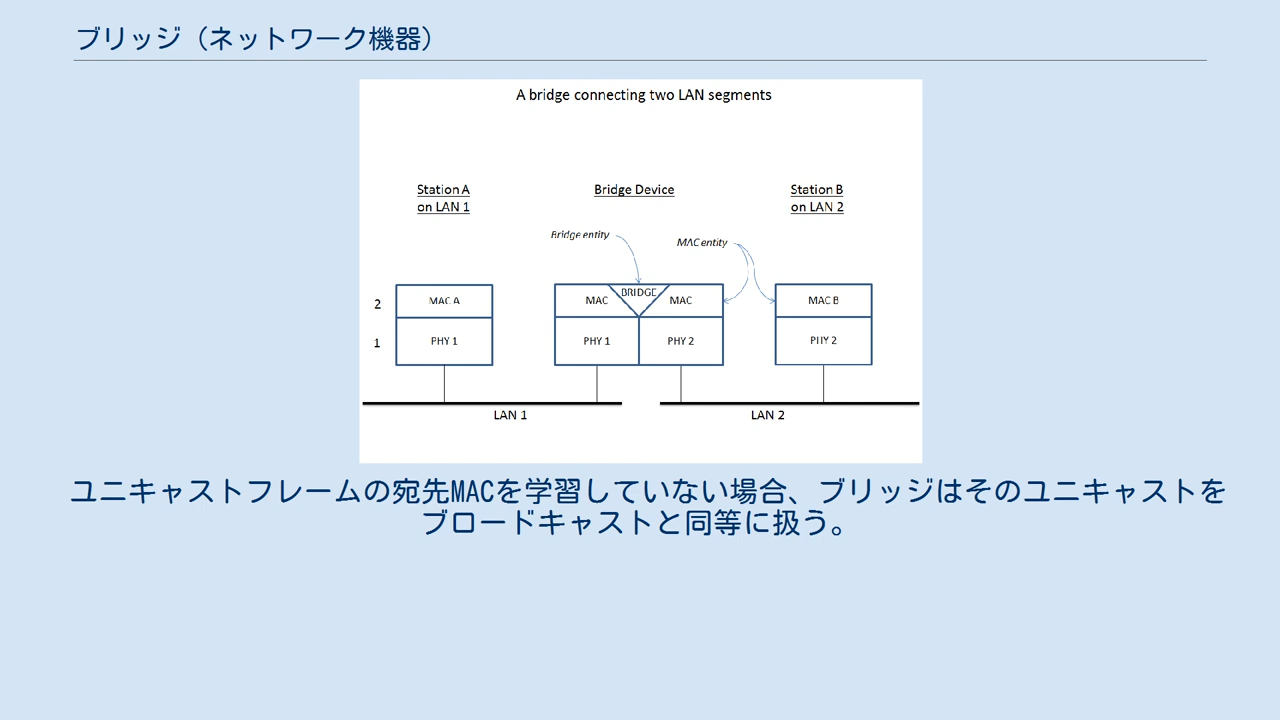 ブリッジ（ネットワーク機器）
A bridge connecting two LAN segments
Station A
on LAN 1
Bridge Device
Station B
on LAN 2
Bridge entity
MAC entity
2
MAC A
MAC
BRIDGE
MAC
MAC B
1
PHY 1
PHY 1
PHY 2
PHY 2
LAN 1
LAN 2
ユニキャストフレームの宛先MACを学習していない場合、ブリッジはそのユニキャストを
ブロードキャストと同等に扱う。